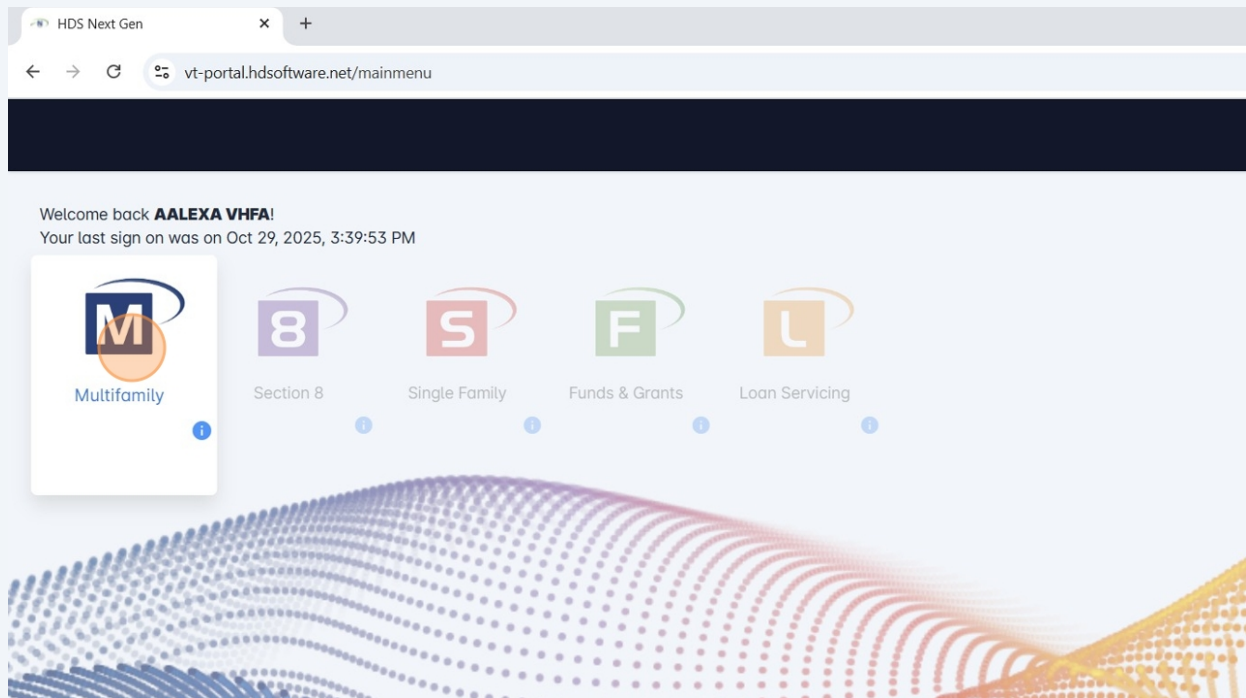 HDS Next Gen
vt-portal.hdsoftware.net/mainmenu
Welcome back AALEXA VHFA!
Your last sign on was on Oct 29, 2025, 3:39:53 PM
M 8 S F L
Multifamily Section 8 Single Family Funds & Grants Loan Servicing
i i i i i